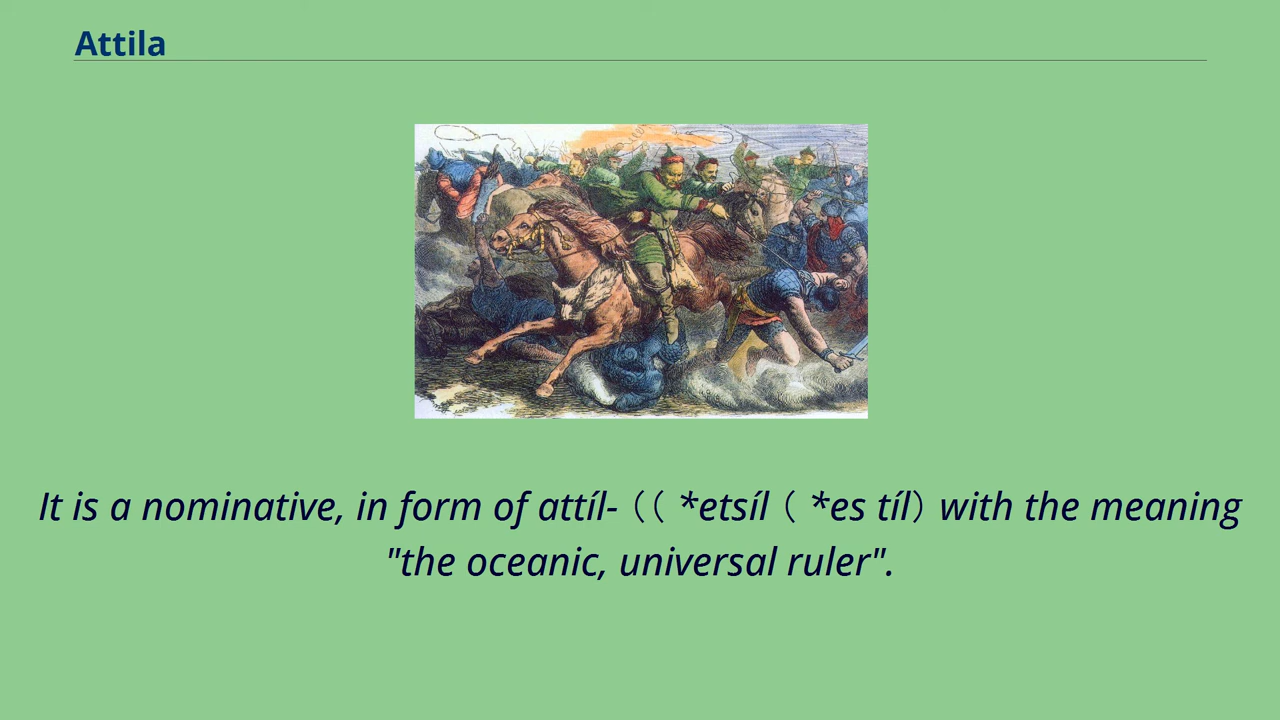 Attila
It is a nominative, in form of attíl- (( *etsíl ( *es tíl) with the meaning
"the oceanic, universal ruler".